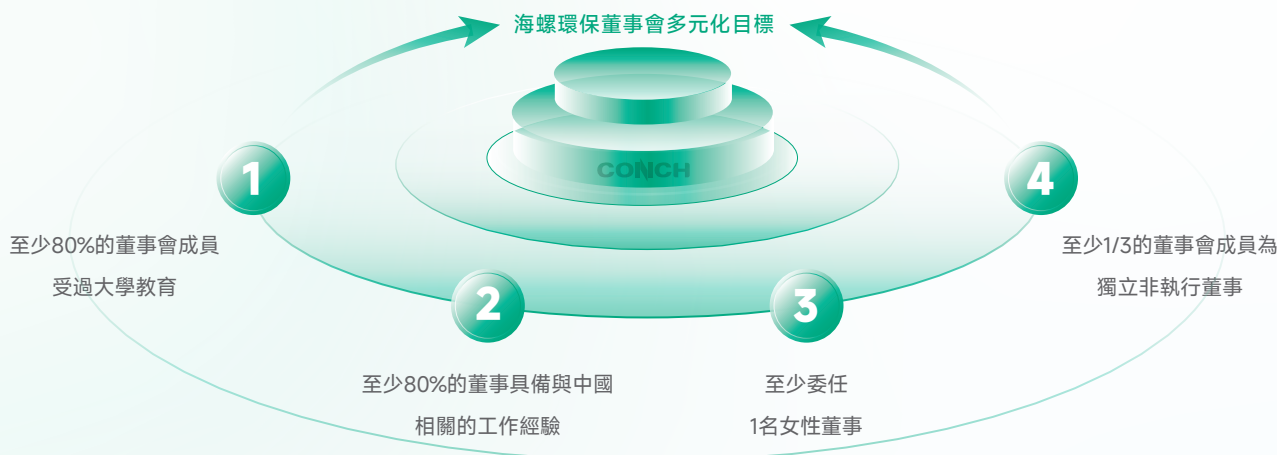 海螺環保董事會多元化目標
CONCH
1
至少80%的董事會成員
受過大學教育
2
至少80%的董事具備與中國
相關的工作經驗
3
至少委任
1名女性董事
4
至少1/3的董事會成員為
獨立非執行董事